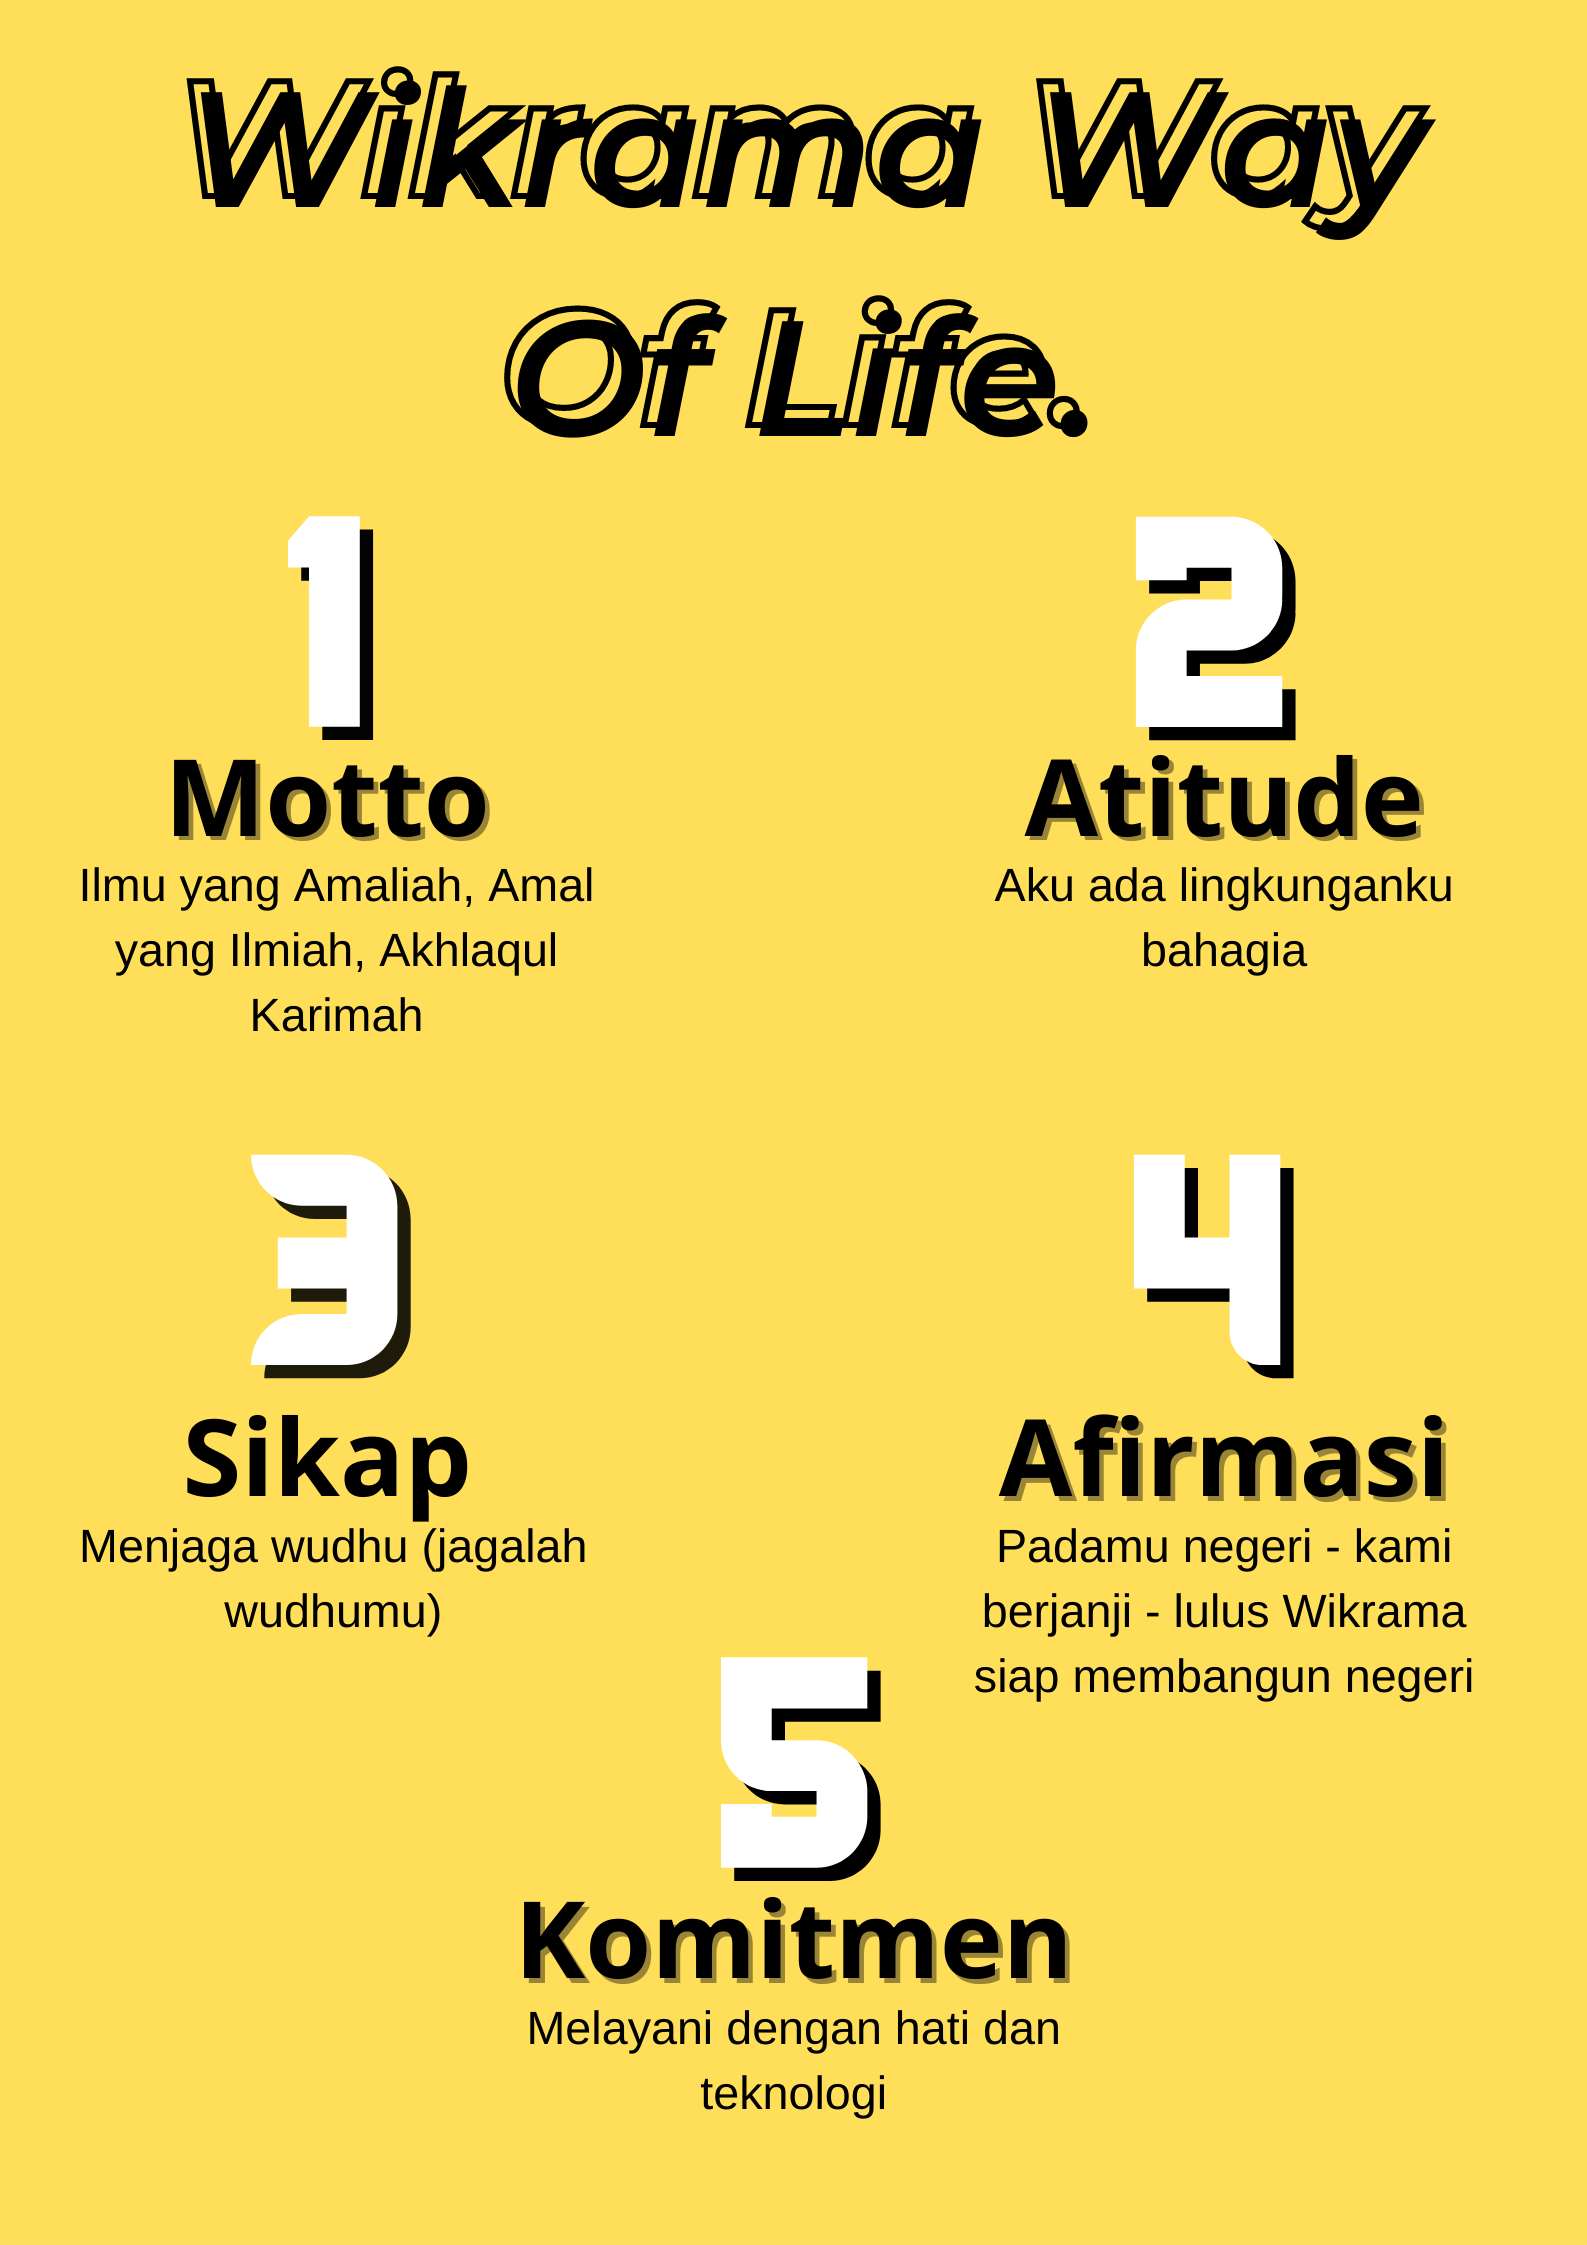 Wikrama Way
Of Life.
1
Motto
Ilmu yang Amaliah, Amal
yang Ilmiah, Akhlaqul
Karimah
2
Atitude
Aku ada lingkunganku
bahagia
3
Sikap
Menjaga wudhu (jagalah
wudhumu)
4
Afirmasi
Padamu negeri - kami
berjanji - lulus Wikrama
siap membangun negeri
5
Komitmen
Melayani dengan hati dan
teknologi